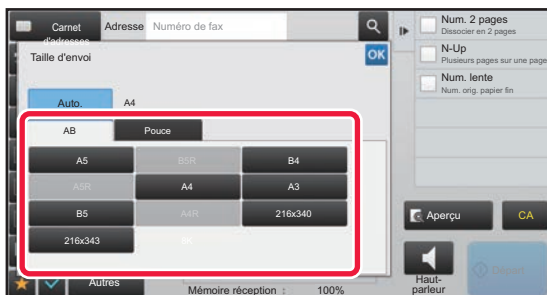 Carnet
d'adresses
Adresse
Numéro de fax
Taille d'envoi
OK
Auto.
A4
AB
Pouce
A5
B5R
B4
A5R
A4
A3
B5
A4R
216x340
216x343
8K
Autres
Mémoire réception : 100%
Num. 2 pages
Dissocier en 2 pages
N-Up
Plusieurs pages sur une page
Num. lente
Num. orig. papier fin
Aperçu
CA
Haut-
parleur
Départ